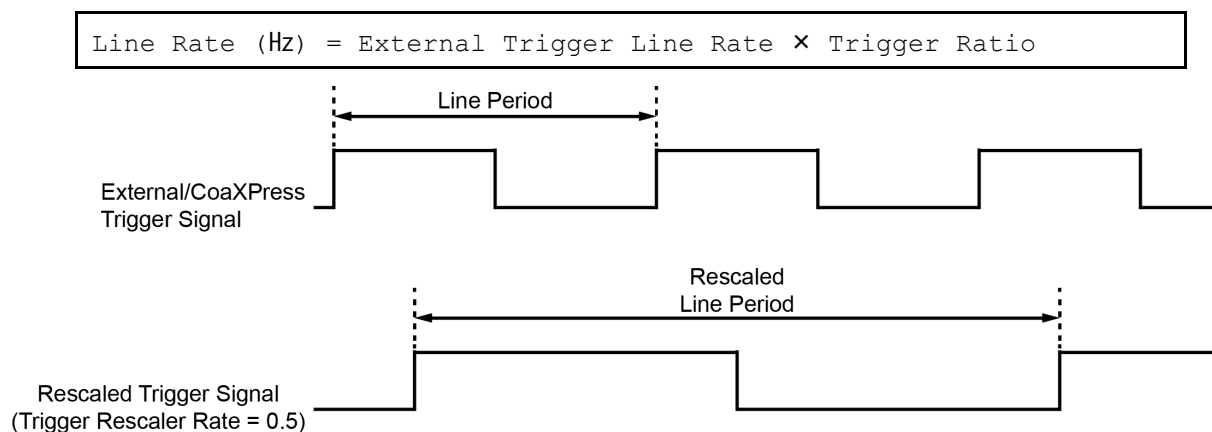 Line Rate (Hz) = External Trigger Line Rate × Trigger Ratio
Line Period
External/CoaXPress
Trigger Signal
Rescaled
Line Period
Rescaled Trigger Signal
(Trigger Rescaler Rate = 0.5)